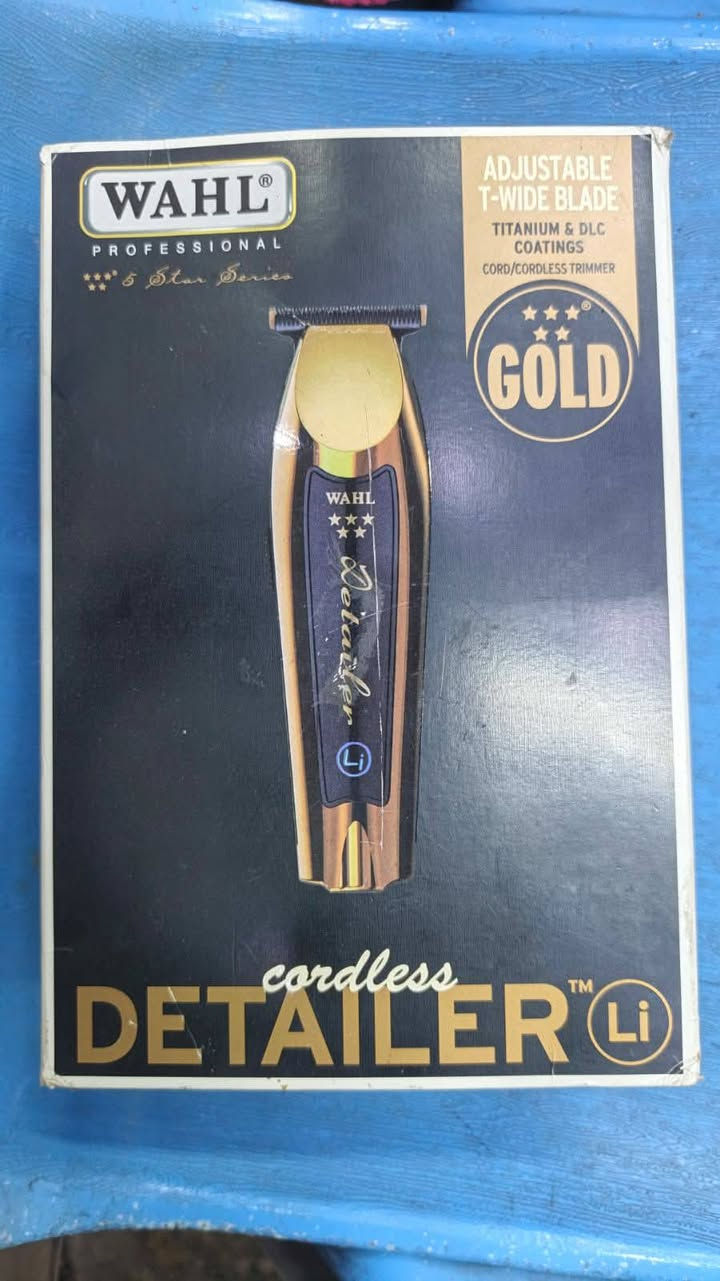 WAHL®
PROFESSIONAL
5 Star Series
ADJUSTABLE
T-WIDE BLADE
TITANIUM & DLC
COATINGS
CORD/CORDLESS TRIMMER
®
GOLD
WAHL
Detailer
Li
cordless
DETAILER™ Li